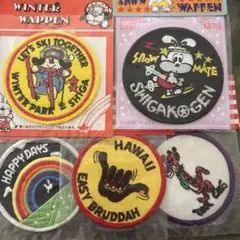 WINTER
WAPPEN
WAPPEN
LET'S SKI TOGETHER
WINTER PARK SHIGA
SNOW MATE
SHIGAKOGEN
HAPPY DAYS
HAWAII
EASY BRUDDAH